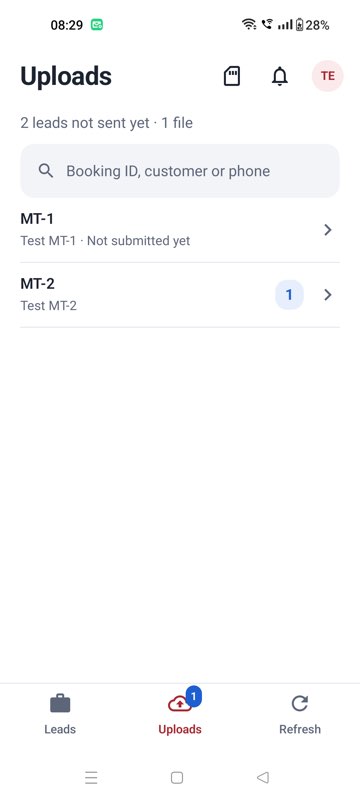 08:29
28%
Uploads
TE
2 leads not sent yet · 1 file
Booking ID, customer or phone
MT-1
Test MT-1 · Not submitted yet
MT-2
Test MT-2
1
1
Leads
Uploads
Refresh